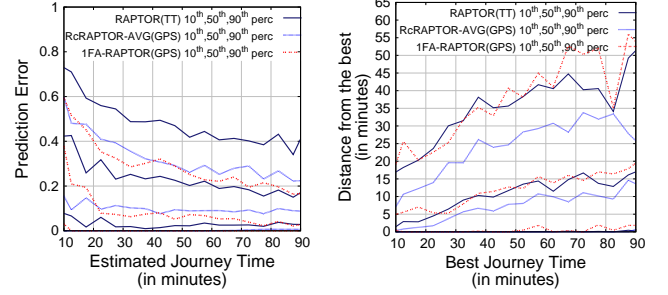 RAPTOR(TT) 10th,50th,90th perc
RcRAPTOR-AVG(GPS) 10th,50th,90th perc
1FA-RAPTOR(GPS) 10th,50th,90th perc
1
0.8
0.6
0.4
0.2
0
Prediction Error
10 20 30 40 50 60 70 80 90
Estimated Journey Time
(in minutes)
RAPTOR(TT) 10th,50th,90th perc
RcRAPTOR-AVG(GPS) 10th,50th,90th perc
1FA-RAPTOR(GPS) 10th,50th,90th perc
65
60
55
50
45
40
35
30
25
20
15
10
5
0
Distance from the best
(in minutes)
10 20 30 40 50 60 70 80 90
Best Journey Time
(in minutes)